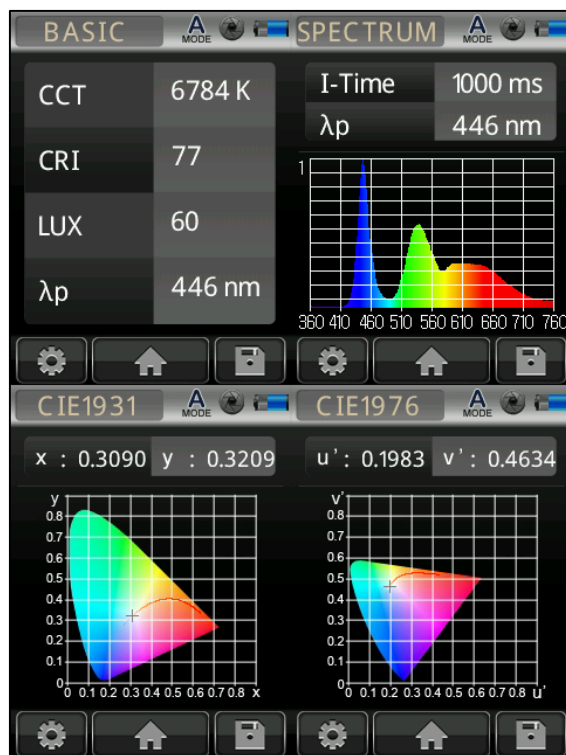 BASIC
A
MODE
CCT 6784 K
CRI 77
LUX 60
λp 446 nm
SPECTRUM
A
MODE
I-Time 1000 ms
λp 446 nm
1
360 410 460 510 560 610 660 710 760
CIE1931
A
MODE
x : 0.3090 y : 0.3209
y
0.8
0.7
0.6
0.5
0.4
0.3
0.2
0.1
0
0 0.1 0.2 0.3 0.4 0.5 0.6 0.7 0.8 x
CIE1976
A
MODE
u' : 0.1983 v' : 0.4634
v'
0.8
0.7
0.6
0.5
0.4
0.3
0.2
0.1
0
0 0.1 0.2 0.3 0.4 0.5 0.6 0.7 0.8 u'